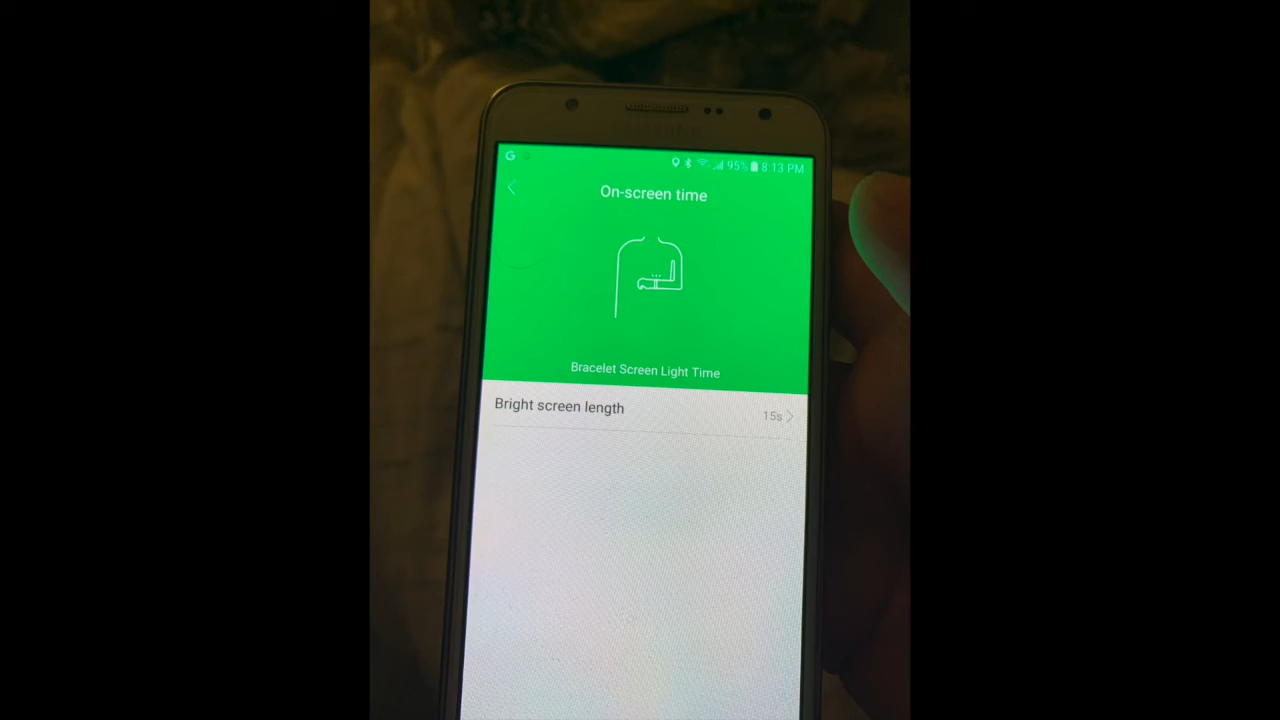 G 95% 8:13 PM
On-screen time
Bracelet Screen Light Time
Bright screen length 15s